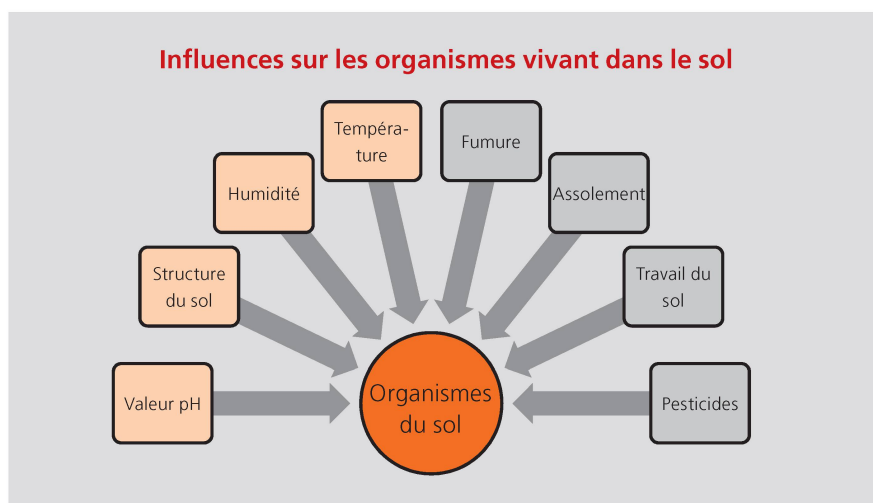 Influences sur les organismes vivant dans le sol
Tempéra-
ture
Fumure
Humidité
Assolement
Structure
du sol
Travail du
sol
Valeur pH
Organismes
du sol
Pesticides